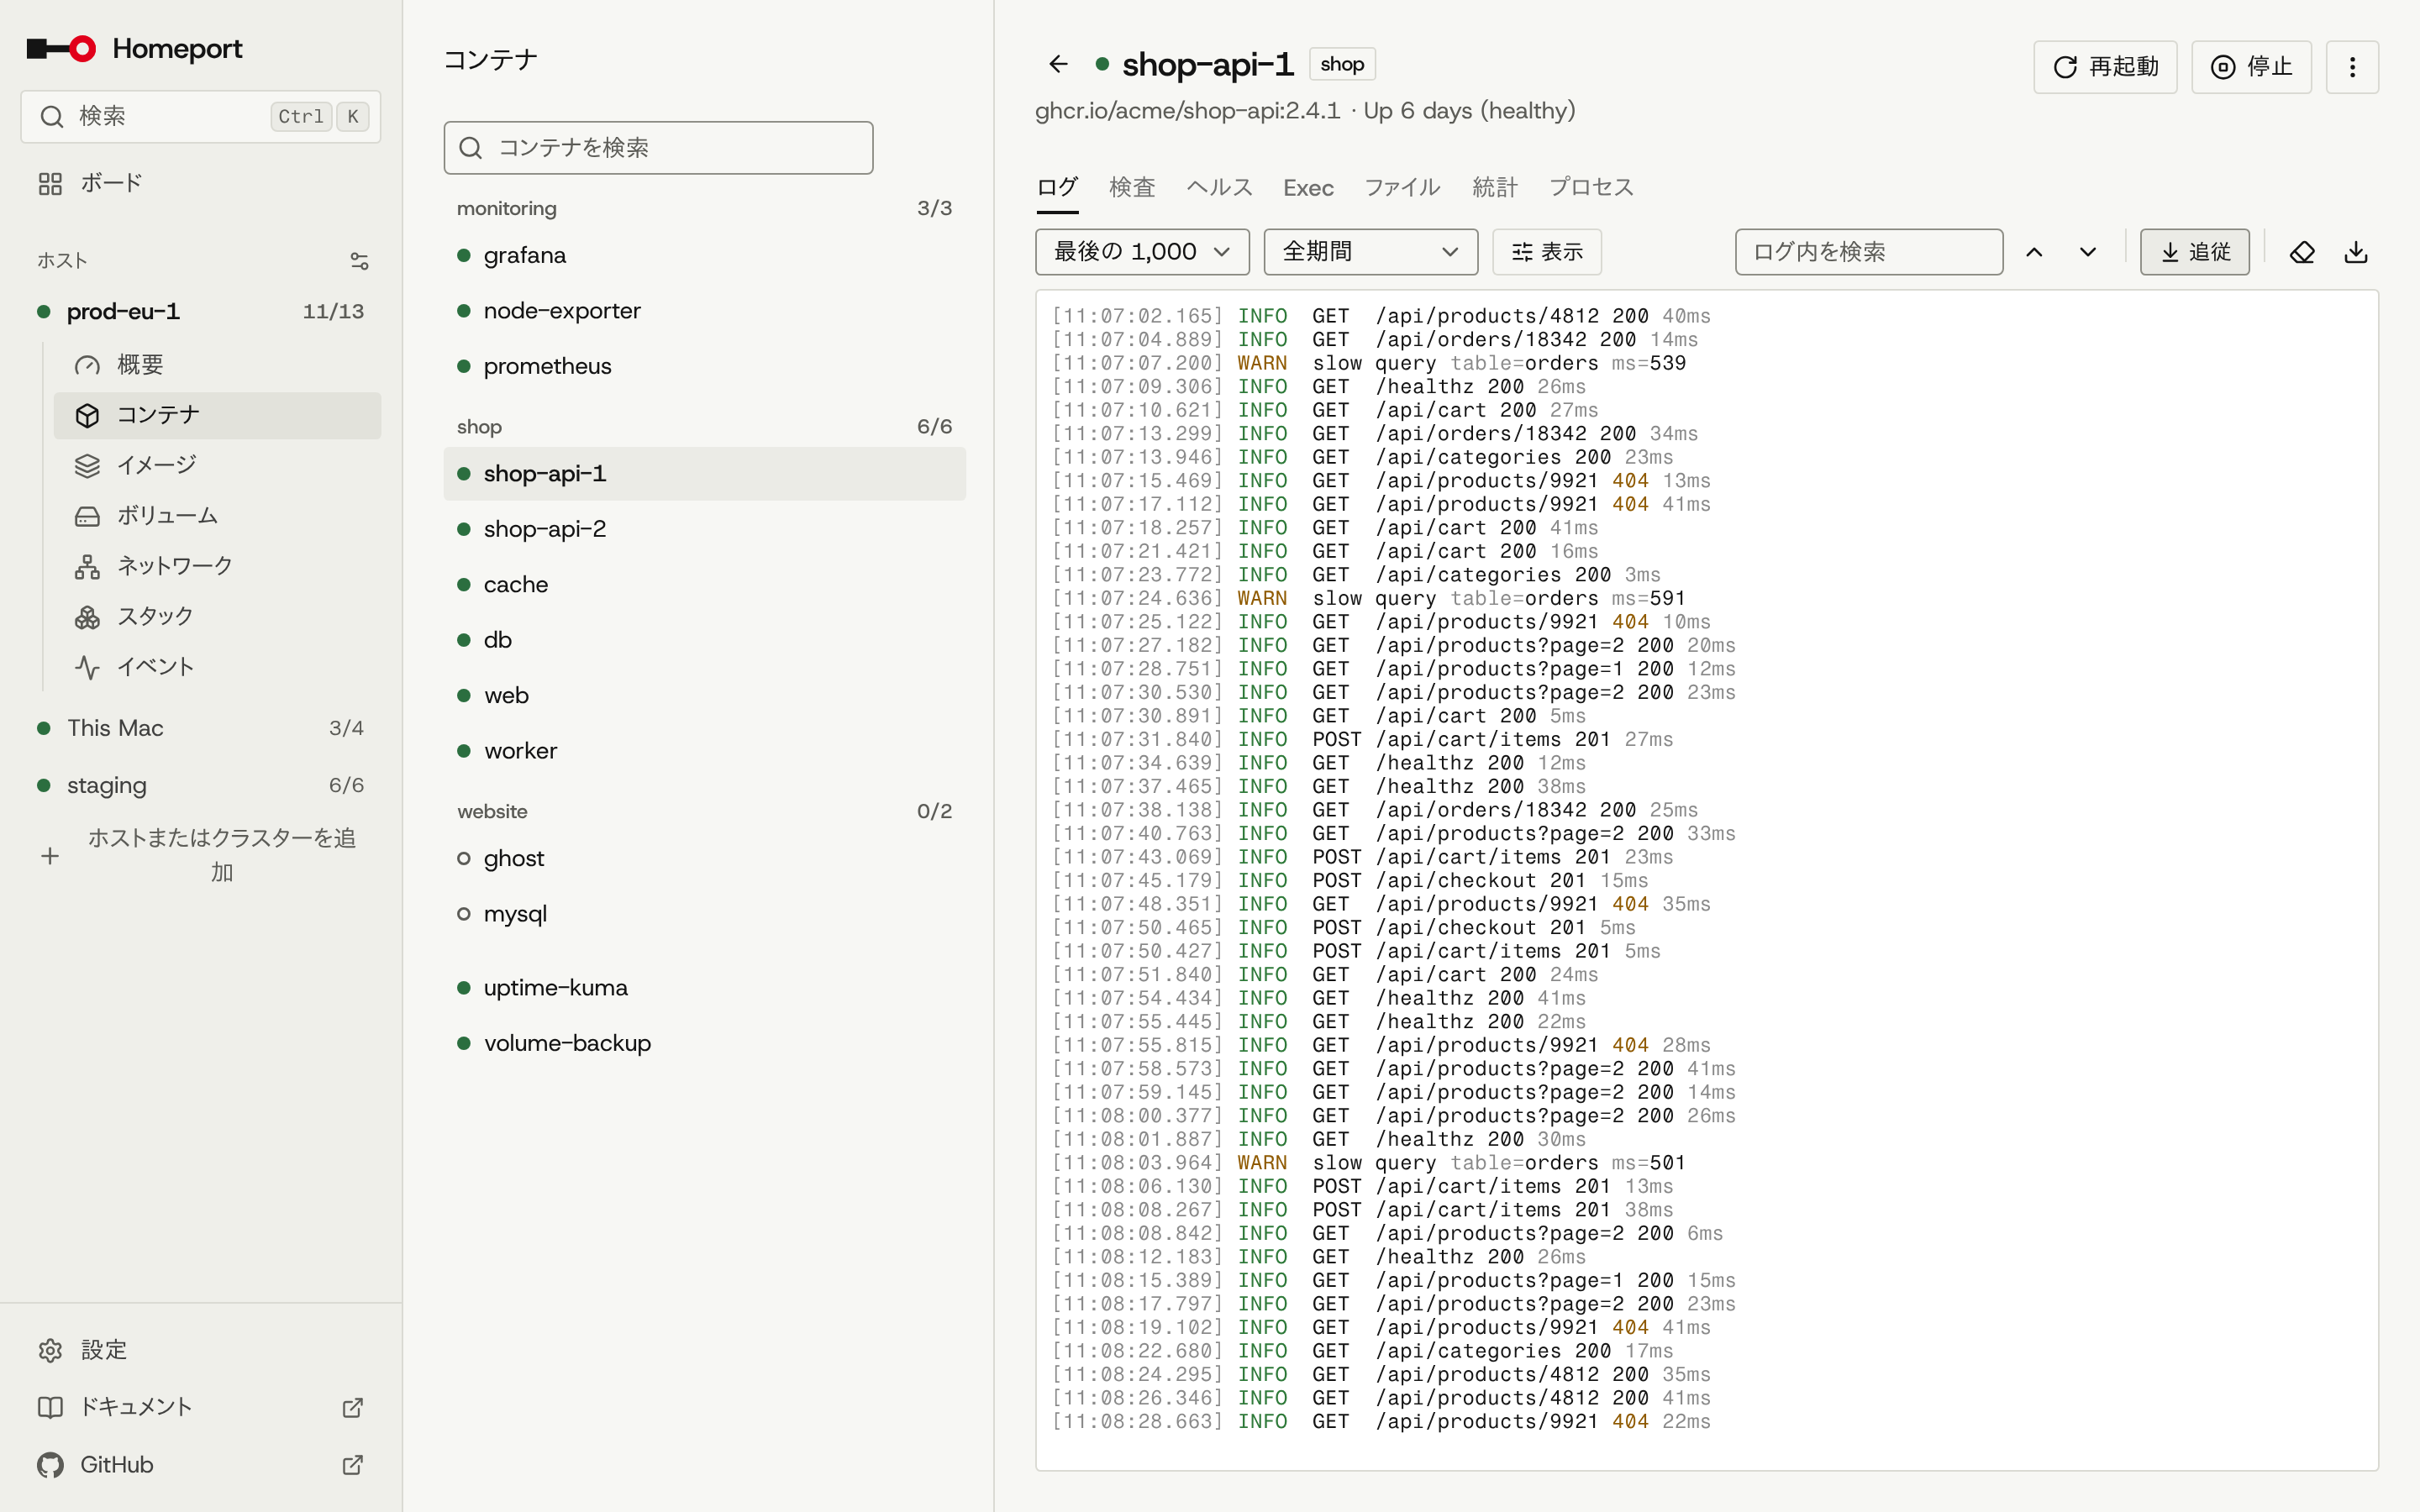 Homeport
検索 Ctrl K
ボード
ホスト
prod-eu-1 11/13
概要
コンテナ
イメージ
ボリューム
ネットワーク
スタック
イベント
This Mac 3/4
staging 6/6
ホストまたはクラスターを追
加
設定
ドキュメント
GitHub
コンテナ
コンテナを検索
monitoring 3/3
grafana
node-exporter
prometheus
shop 6/6
shop-api-1
shop-api-2
cache
db
web
worker
website 0/2
ghost
mysql
uptime-kuma
volume-backup
shop-api-1 shop
再起動 停止
ghcr.io/acme/shop-api:2.4.1 · Up 6 days (healthy)
ログ 検査 ヘルス Exec ファイル 統計 プロセス
最後の 1,000 全期間 表示 ログ内を検索 追従
[11:07:02.165] INFO GET /api/products/4812 200 40ms
[11:07:04.889] INFO GET /api/orders/18342 200 14ms
[11:07:07.200] WARN slow query table=orders ms=539
[11:07:09.306] INFO GET /healthz 200 26ms
[11:07:10.621] INFO GET /api/cart 200 27ms
[11:07:13.299] INFO GET /api/orders/18342 200 34ms
[11:07:13.946] INFO GET /api/categories 200 23ms
[11:07:15.469] INFO GET /api/products/9921 404 13ms
[11:07:17.112] INFO GET /api/products/9921 404 41ms
[11:07:18.257] INFO GET /api/cart 200 41ms
[11:07:21.421] INFO GET /api/cart 200 16ms
[11:07:23.772] INFO GET /api/categories 200 3ms
[11:07:24.636] WARN slow query table=orders ms=591
[11:07:25.122] INFO GET /api/products/9921 404 10ms
[11:07:27.182] INFO GET /api/products?page=2 200 20ms
[11:07:28.751] INFO GET /api/products?page=1 200 12ms
[11:07:30.530] INFO GET /api/products?page=2 200 23ms
[11:07:30.891] INFO GET /api/cart 200 5ms
[11:07:31.840] INFO POST /api/cart/items 201 27ms
[11:07:34.639] INFO GET /healthz 200 12ms
[11:07:37.465] INFO GET /healthz 200 38ms
[11:07:38.138] INFO GET /api/orders/18342 200 25ms
[11:07:40.763] INFO GET /api/products?page=2 200 33ms
[11:07:43.069] INFO POST /api/cart/items 201 23ms
[11:07:45.179] INFO POST /api/checkout 201 15ms
[11:07:48.351] INFO GET /api/products/9921 404 35ms
[11:07:50.465] INFO POST /api/checkout 201 5ms
[11:07:50.427] INFO POST /api/cart/items 201 5ms
[11:07:51.840] INFO GET /api/cart 200 24ms
[11:07:54.434] INFO GET /healthz 200 41ms
[11:07:55.445] INFO GET /healthz 200 22ms
[11:07:55.815] INFO GET /api/products/9921 404 28ms
[11:07:58.573] INFO GET /api/products?page=2 200 41ms
[11:07:59.145] INFO GET /api/products?page=2 200 14ms
[11:08:00.377] INFO GET /api/products?page=2 200 26ms
[11:08:01.887] INFO GET /healthz 200 30ms
[11:08:03.964] WARN slow query table=orders ms=501
[11:08:06.130] INFO POST /api/cart/items 201 13ms
[11:08:08.267] INFO POST /api/cart/items 201 38ms
[11:08:08.842] INFO GET /api/products?page=2 200 6ms
[11:08:12.183] INFO GET /healthz 200 26ms
[11:08:15.389] INFO GET /api/products?page=1 200 15ms
[11:08:17.797] INFO GET /api/products?page=2 200 23ms
[11:08:19.102] INFO GET /api/products/9921 404 41ms
[11:08:22.680] INFO GET /api/categories 200 17ms
[11:08:24.295] INFO GET /api/products/4812 200 35ms
[11:08:26.346] INFO GET /api/products/4812 200 41ms
[11:08:28.663] INFO GET /api/products/9921 404 22ms